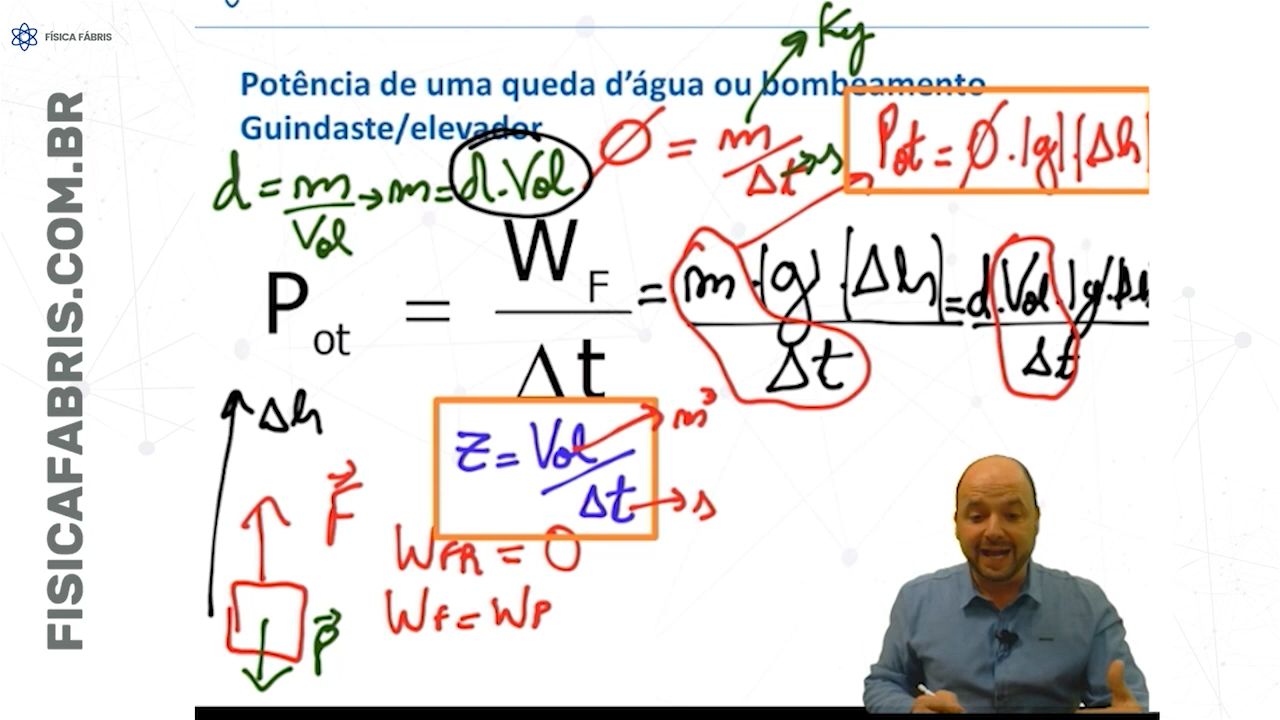 FÍSICA FÁBRIS
FISICAFABRIS.COM.BR
Kg
Potência de uma queda d'água ou bombeamento
Guindaste/elevador
Ø = m/Δt → s
Pot = Ø.|g|.|Δh
d = m/Vol → m = d.Vol
Pot = WF/Δt = m.|g|.|Δh|/Δt = d.Vol.|g|.Δh/Δt
Δh
Z = Vol/Δt
m³
s
F
WFR = 0
WF = WP
P